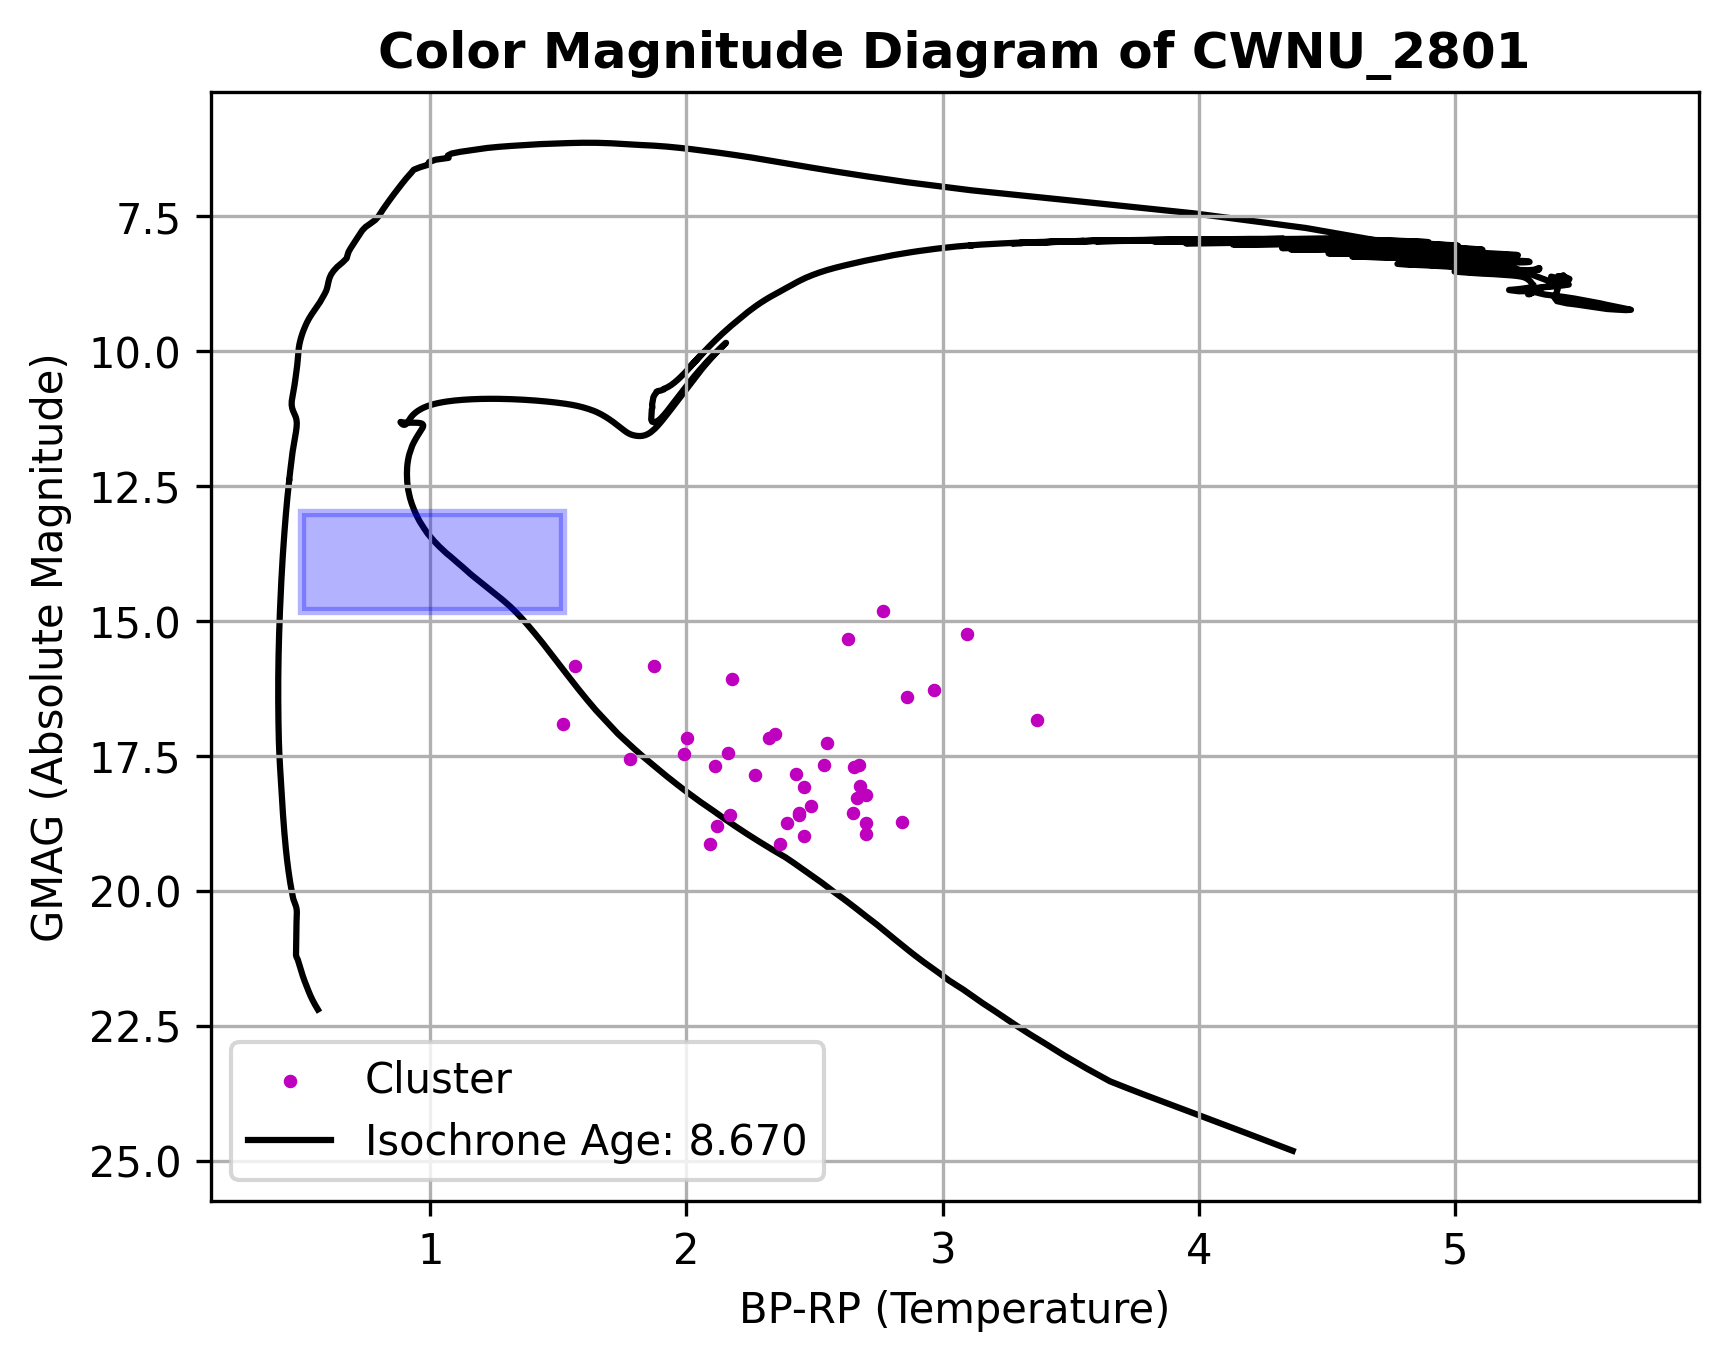 Color Magnitude Diagram of CWNU_2801
GMAG (Absolute Magnitude)
7.5
10.0
12.5
15.0
17.5
20.0
22.5
25.0
Cluster
Isochrone Age: 8.670
1 2 3 4 5
BP-RP (Temperature)